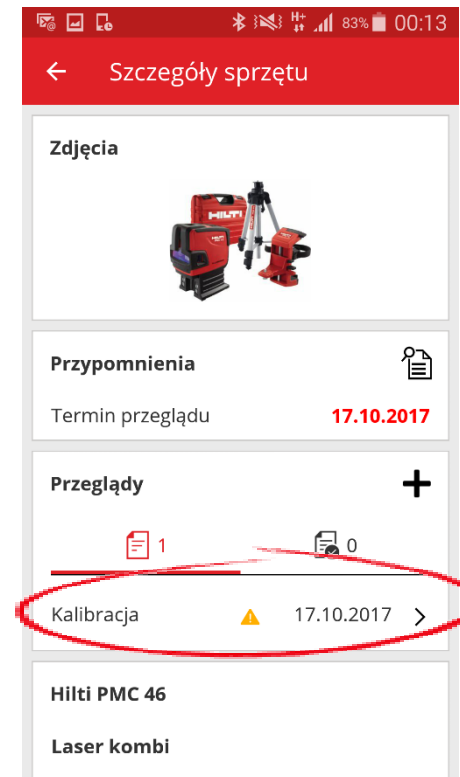 83% 00:13
Szczegóły sprzętu
Zdjęcia
HILTI
Przypomnienia
Termin przeglądu 17.10.2017
Przeglądy
1 0
Kalibracja 17.10.2017
Hilti PMC 46
Laser kombi